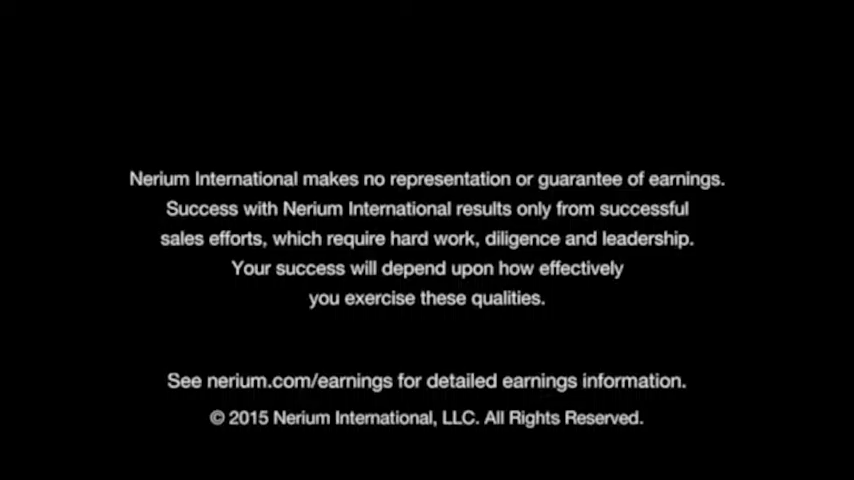 Nerium International makes no representation or guarantee of earnings.
Success with Nerium International results only from successful
sales efforts, which require hard work, diligence and leadership.
Your success will depend upon how effectively
you exercise these qualities.
See nerium.com/earnings for detailed earnings information.
© 2015 Nerium International, LLC. All Rights Reserved.